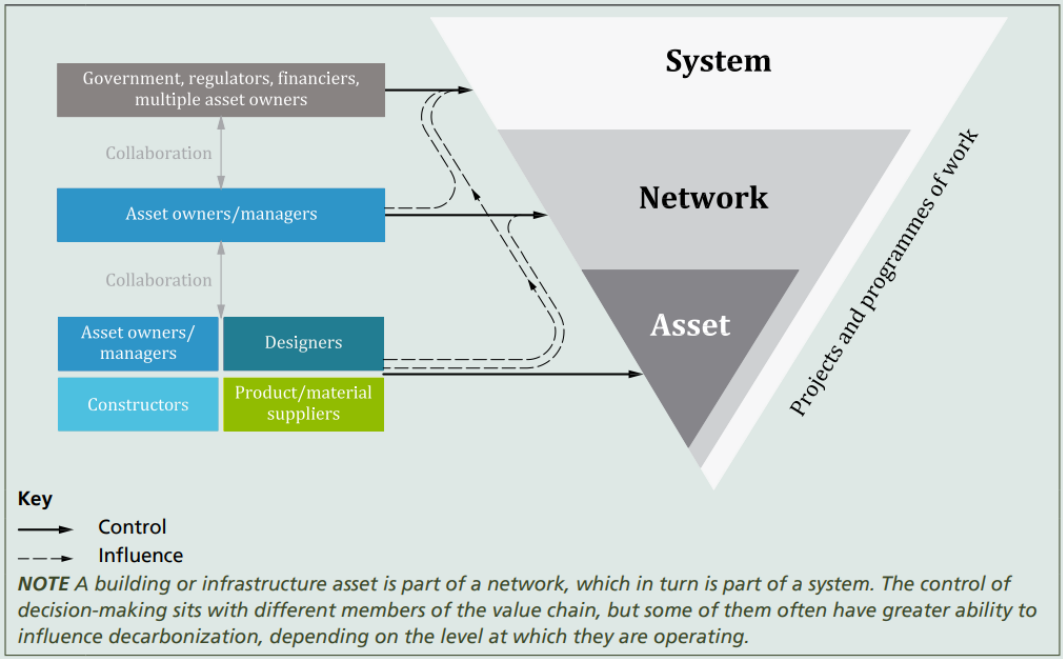 System
Government, regulators, financiers,
multiple asset owners
Collaboration
Network
Asset owners/managers
Projects and programmes of work
Collaboration
Asset
Asset owners/
managers
Designers
Constructors
Product/material
suppliers
Key
Control
Influence
NOTE A building or infrastructure asset is part of a network, which in turn is part of a system. The control of
decision-making sits with different members of the value chain, but some of them often have greater ability to
influence decarbonization, depending on the level at which they are operating.